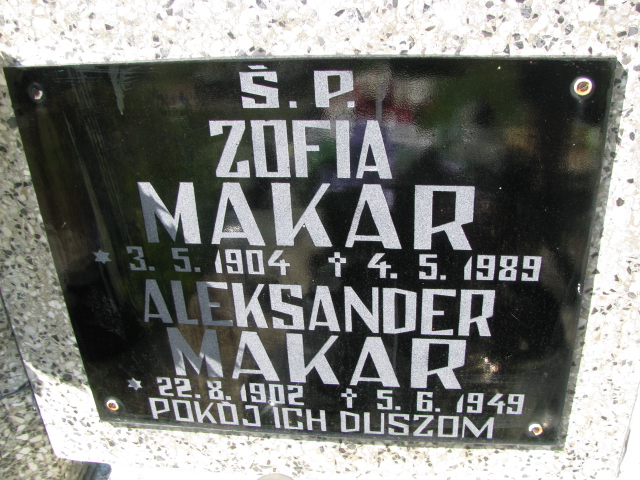 Ś. P.
ZOFIA
MAKAR
* 3. 5. 1904 † 4. 5. 1989
ALEKSANDER
MAKAR
* 22. 8. 1902 † 5. 6. 1949
POKÓJ ICH DUSZOM